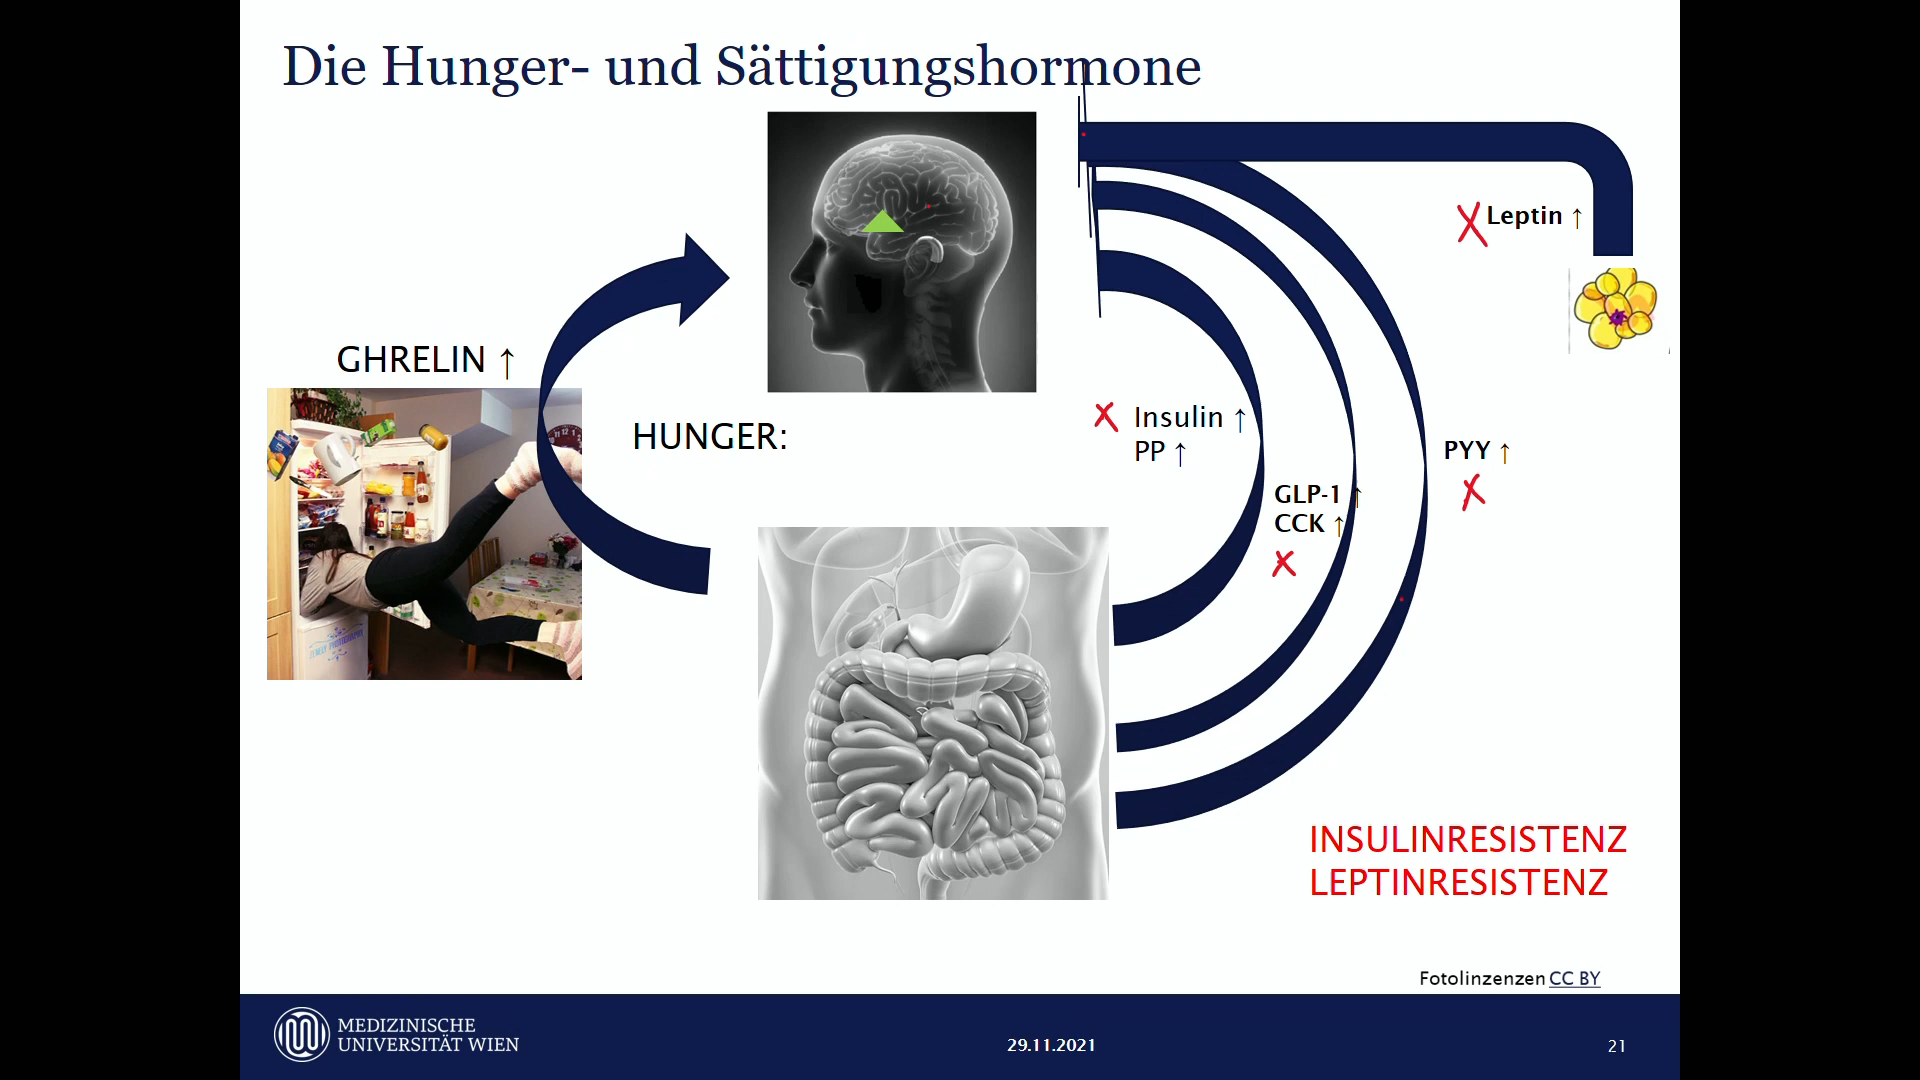 Die Hunger- und Sättigungshormone
Leptin ↑
GHRELIN ↑
HUNGER:
Insulin ↑
PP ↑
GLP-1 ↑
CCK ↑
PYY ↑
INSULINRESISTENZ
LEPTINRESISTENZ
Fotolinzenzen CC BY
MEDIZINISCHE
UNIVERSITÄT WIEN
29.11.2021
21